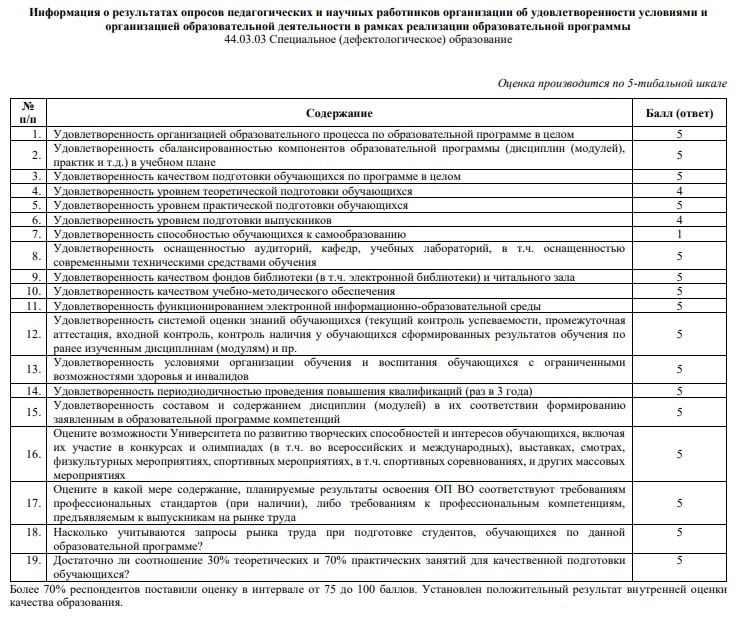 Информация о результатах опросов педагогических и научных работников организации об удовлетворенности условиями и
организацией образовательной деятельности в рамках реализации образовательной программы
44.03.03 Специальное (дефектологическое) образование
Оценка производится по 5-тибальной шкале
№
п/п
Содержание
Балл (ответ)
1. Удовлетворенность организацией образовательного процесса по образовательной программе в целом 5
2. Удовлетворенность сбалансированностью компонентов образовательной программы (дисциплин (модулей),
практик и т.д.) в учебном плане 5
3. Удовлетворенность качеством подготовки обучающихся по программе в целом 5
4. Удовлетворенность уровнем теоретической подготовки обучающихся 4
5. Удовлетворенность уровнем практической подготовки обучающихся 5
6. Удовлетворенность уровнем подготовки выпускников 4
7. Удовлетворенность способностью обучающихся к самообразованию 1
8. Удовлетворенность оснащенностью аудиторий, кафедр, учебных лабораторий, в т.ч. оснащенностью
современными техническими средствами обучения 5
9. Удовлетворенность качеством фондов библиотеки (в т.ч. электронной библиотеки) и читального зала 5
10. Удовлетворенность качеством учебно-методического обеспечения 5
11. Удовлетворенность функционированием электронной информационно-образовательной среды 5
12. Удовлетворенность системой оценки знаний обучающихся (текущий контроль успеваемости, промежуточная
аттестация, входной контроль, контроль наличия у обучающихся сформированных результатов обучения по
ранее изученным дисциплинам (модулям) и пр. 5
13. Удовлетворенность условиями организации обучения и воспитания обучающихся с ограниченными
возможностями здоровья и инвалидов 5
14. Удовлетворенность периодиодичностью проведения повышения квалификаций (раз в 3 года) 5
15. Удовлетворенность составом и содержанием дисциплин (модулей) в их соответствии формированию
заявленным в образовательной программе компетенций 5
16. Оцените возможности Университета по развитию творческих способностей и интересов обучающихся, включая
их участие в конкурсах и олимпиадах (в т.ч. во всероссийских и международных), выставках, смотрах,
физкультурных мероприятиях, спортивных мероприятиях, в т.ч. спортивных соревнованиях, и других массовых
мероприятиях 5
17. Оцените в какой мере содержание, планируемые результаты освоения ОП ВО соответствуют требованиям
профессиональных стандартов (при наличии), либо требованиям к профессиональным компетенциям,
предъявляемым к выпускникам на рынке труда 5
18. Насколько учитываются запросы рынка труда при подготовке студентов, обучающихся по данной
образовательной программе? 5
19. Достаточно ли соотношение 30% теоретических и 70% практических занятий для качественной подготовки
обучающихся? 5
Более 70% респондентов поставили оценку в интервале от 75 до 100 баллов. Установлен положительный результат внутренней оценки
качества образования.